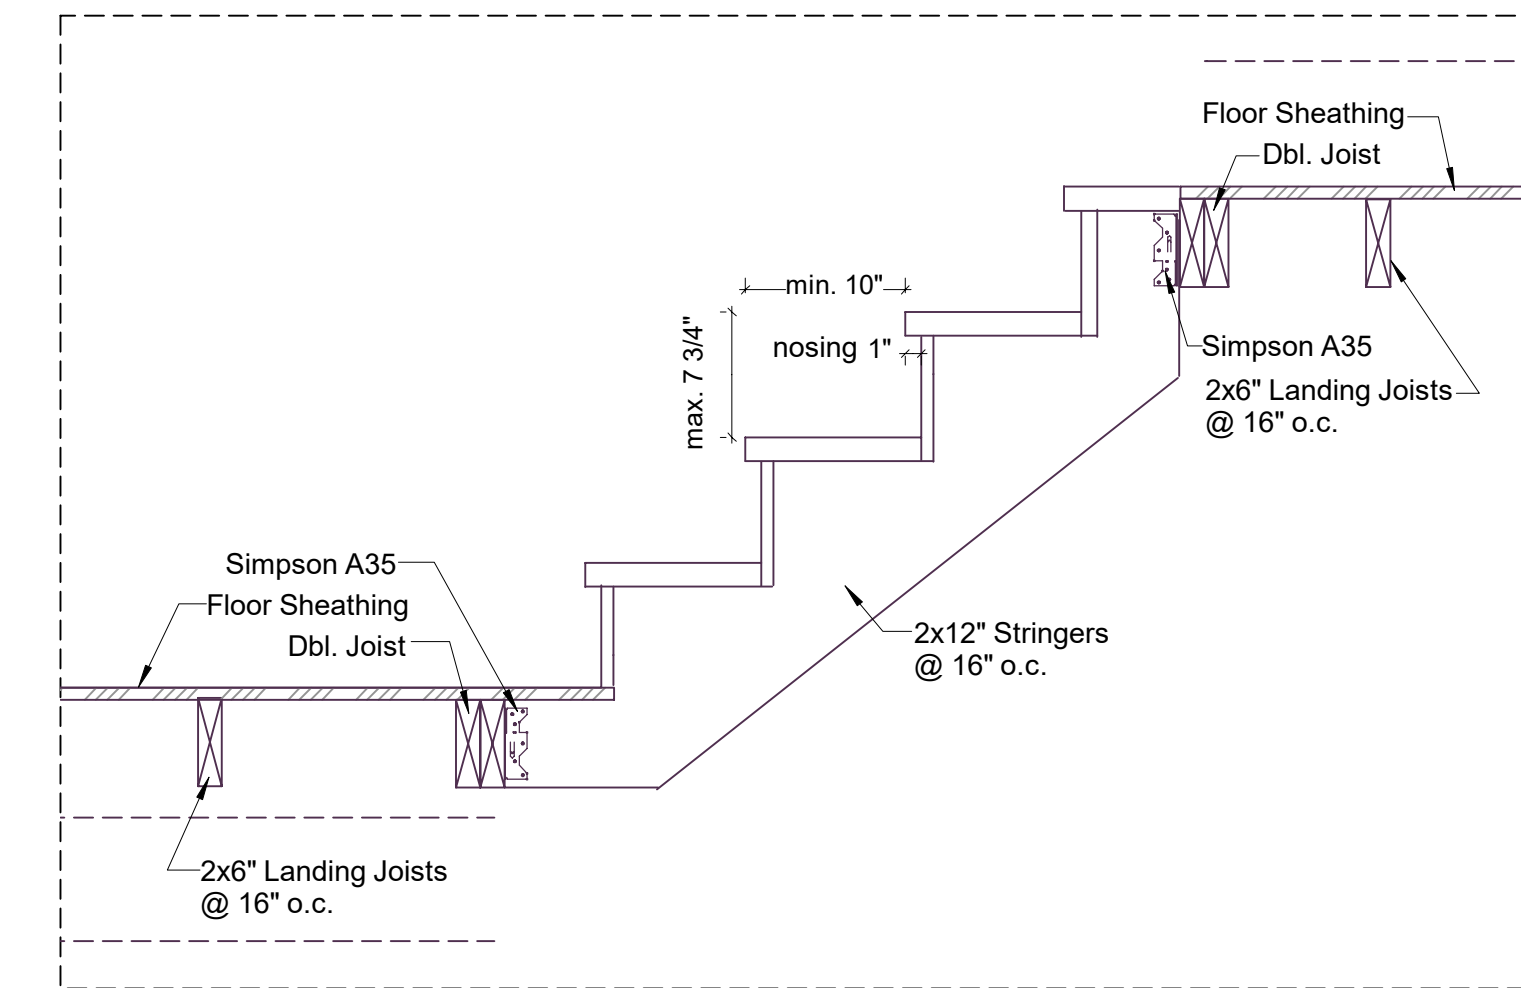 Floor Sheathing
Dbl. Joist
min. 10"
max. 7 3/4"
nosing 1"
Simpson A35
2x6" Landing Joists
@ 16" o.c.
Simpson A35
Floor Sheathing
Dbl. Joist
2x12" Stringers
@ 16" o.c.
2x6" Landing Joists
@ 16" o.c.